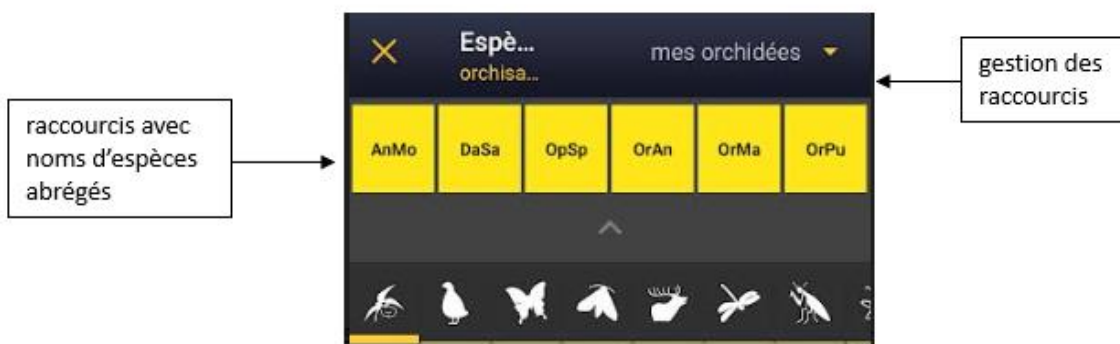 Espè...
orchisa...
mes orchidées
gestion des
raccourcis
raccourcis avec
noms d'espèces
abrégés
AnMo
DaSa
OpSp
OrAn
OrMa
OrPu